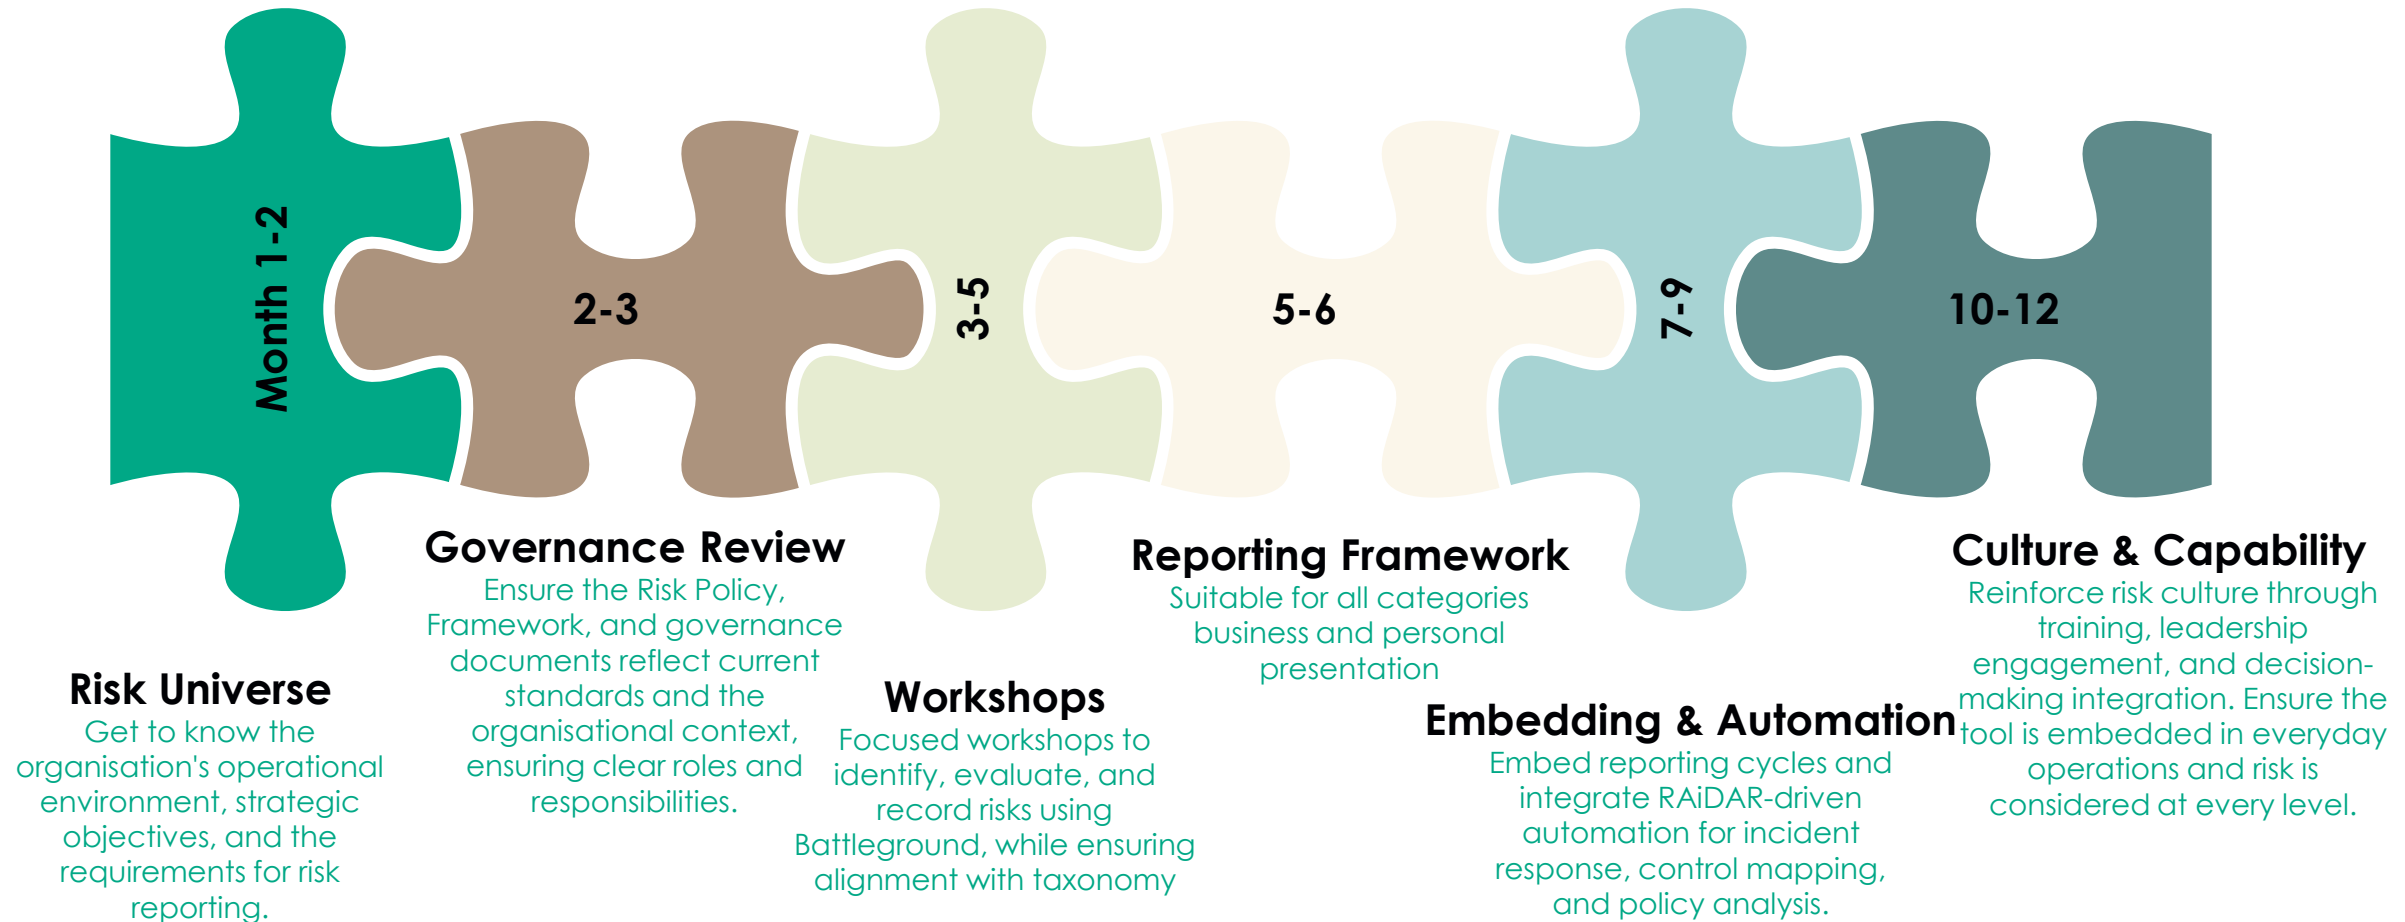 Month 1-2
2-3
3-5
5-6
7-9
10-12
Risk Universe
Get to know the
organisation's operational
environment, strategic
objectives, and the
requirements for risk
reporting.
Governance Review
Ensure the Risk Policy,
Framework, and governance
documents reflect current
standards and the
organisational context,
ensuring clear roles and
responsibilities.
Workshops
Focused workshops to
identify, evaluate, and
record risks using
Battleground, while ensuring
alignment with taxonomy
Reporting Framework
Suitable for all categories
business and personal
presentation
Embedding & Automation
Embed reporting cycles and
integrate RAiDAR-driven
automation for incident
response, control mapping,
and policy analysis.
Culture & Capability
Reinforce risk culture through
training, leadership
engagement, and decision-
making integration. Ensure the
tool is embedded in everyday
operations and risk is
considered at every level.